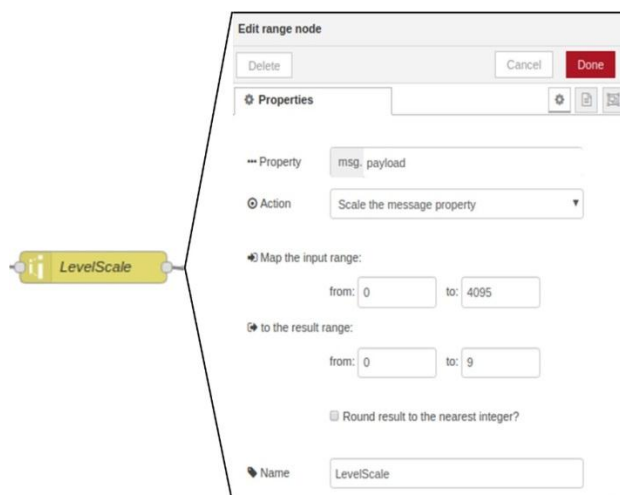 Edit range node
Delete Cancel Done
Properties
Property msg. payload
Action Scale the message property
LevelScale
Map the input range:
from: 0 to: 4095
to the result range:
from: 0 to: 9
Round result to the nearest integer?
Name LevelScale